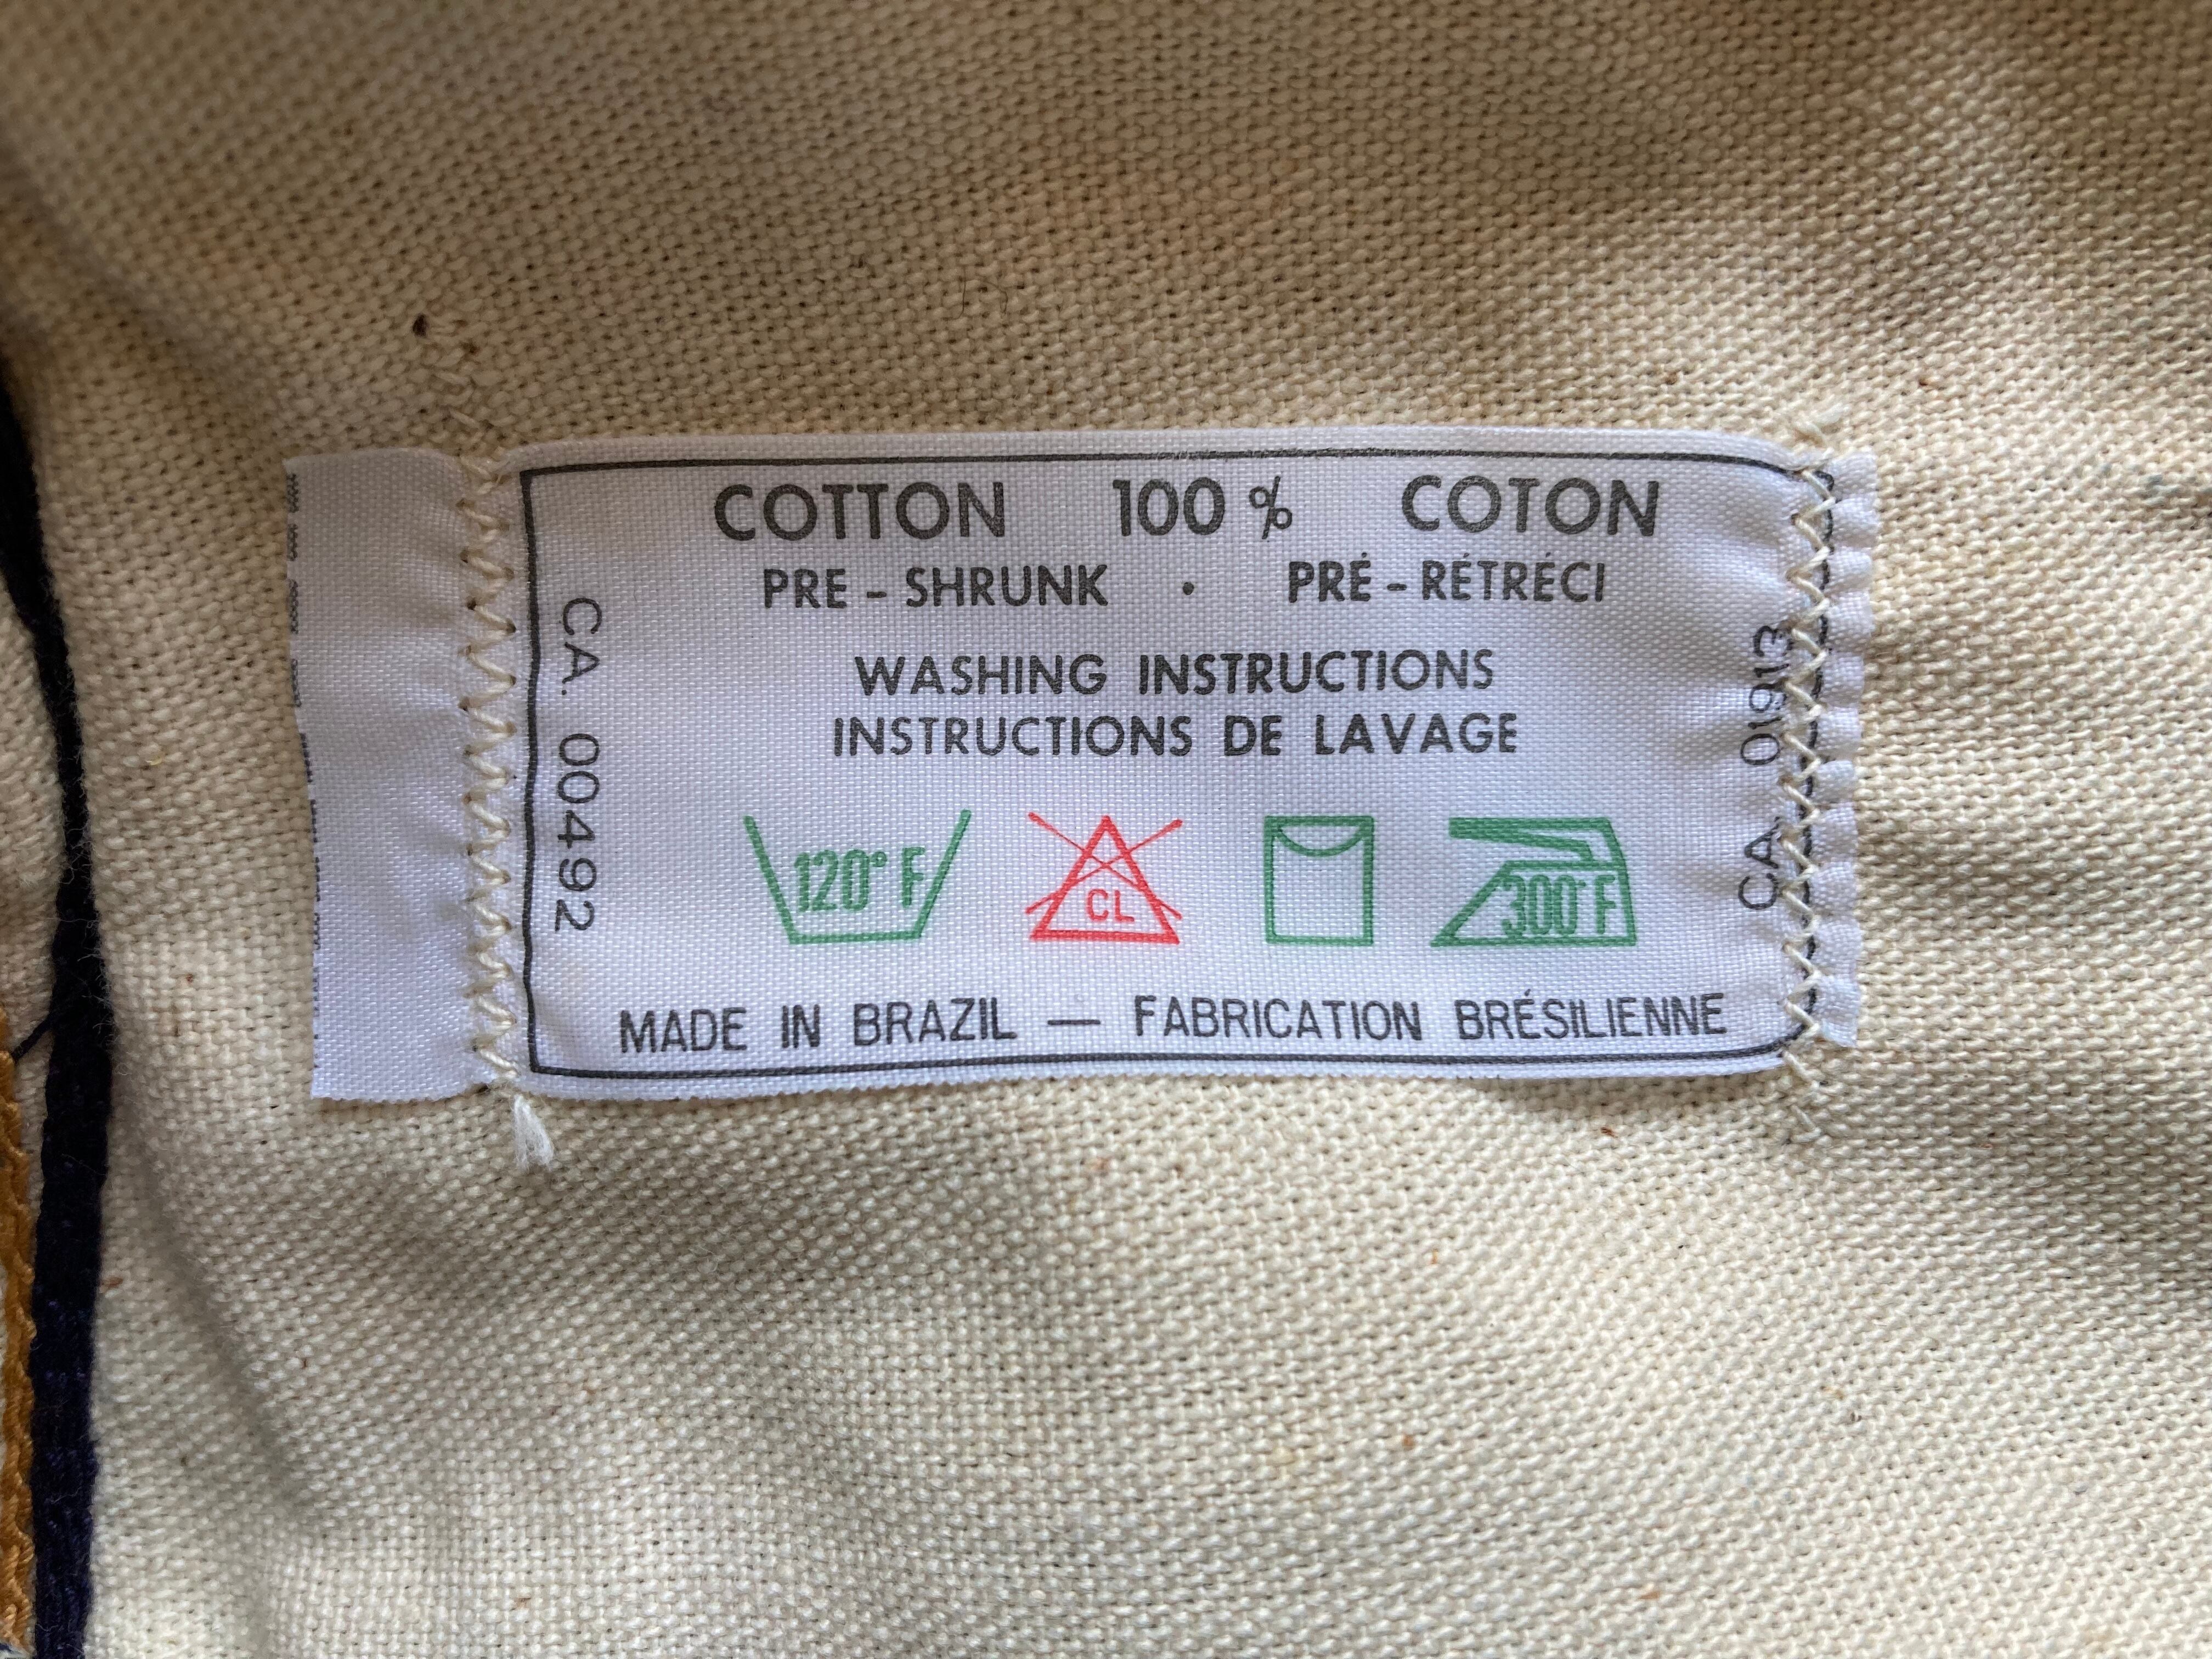 COTTON 100 % COTON
PRE - SHRUNK · PRÉ - RÉTRÉCI
WASHING INSTRUCTIONS
INSTRUCTIONS DE LAVAGE
120° F CL 300° F
MADE IN BRAZIL — FABRICATION BRÉSILIENNE
CA. 00492
CA. 01913